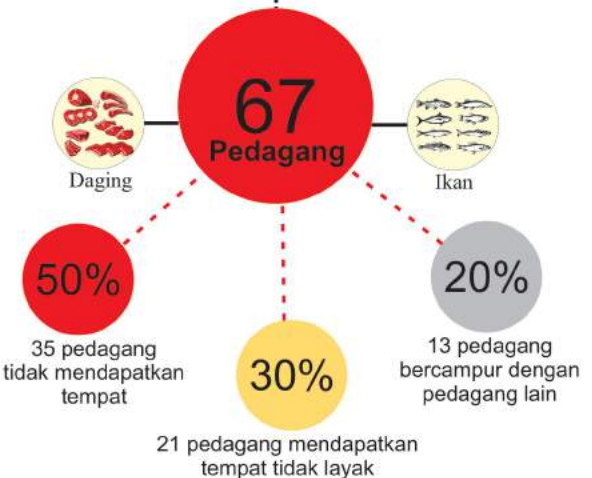 67
Pedagang
Daging
Ikan
50%
35 pedagang
tidak mendapatkan
tempat
30%
21 pedagang mendapatkan
tempat tidak layak
20%
13 pedagang
bercampur dengan
pedagang lain